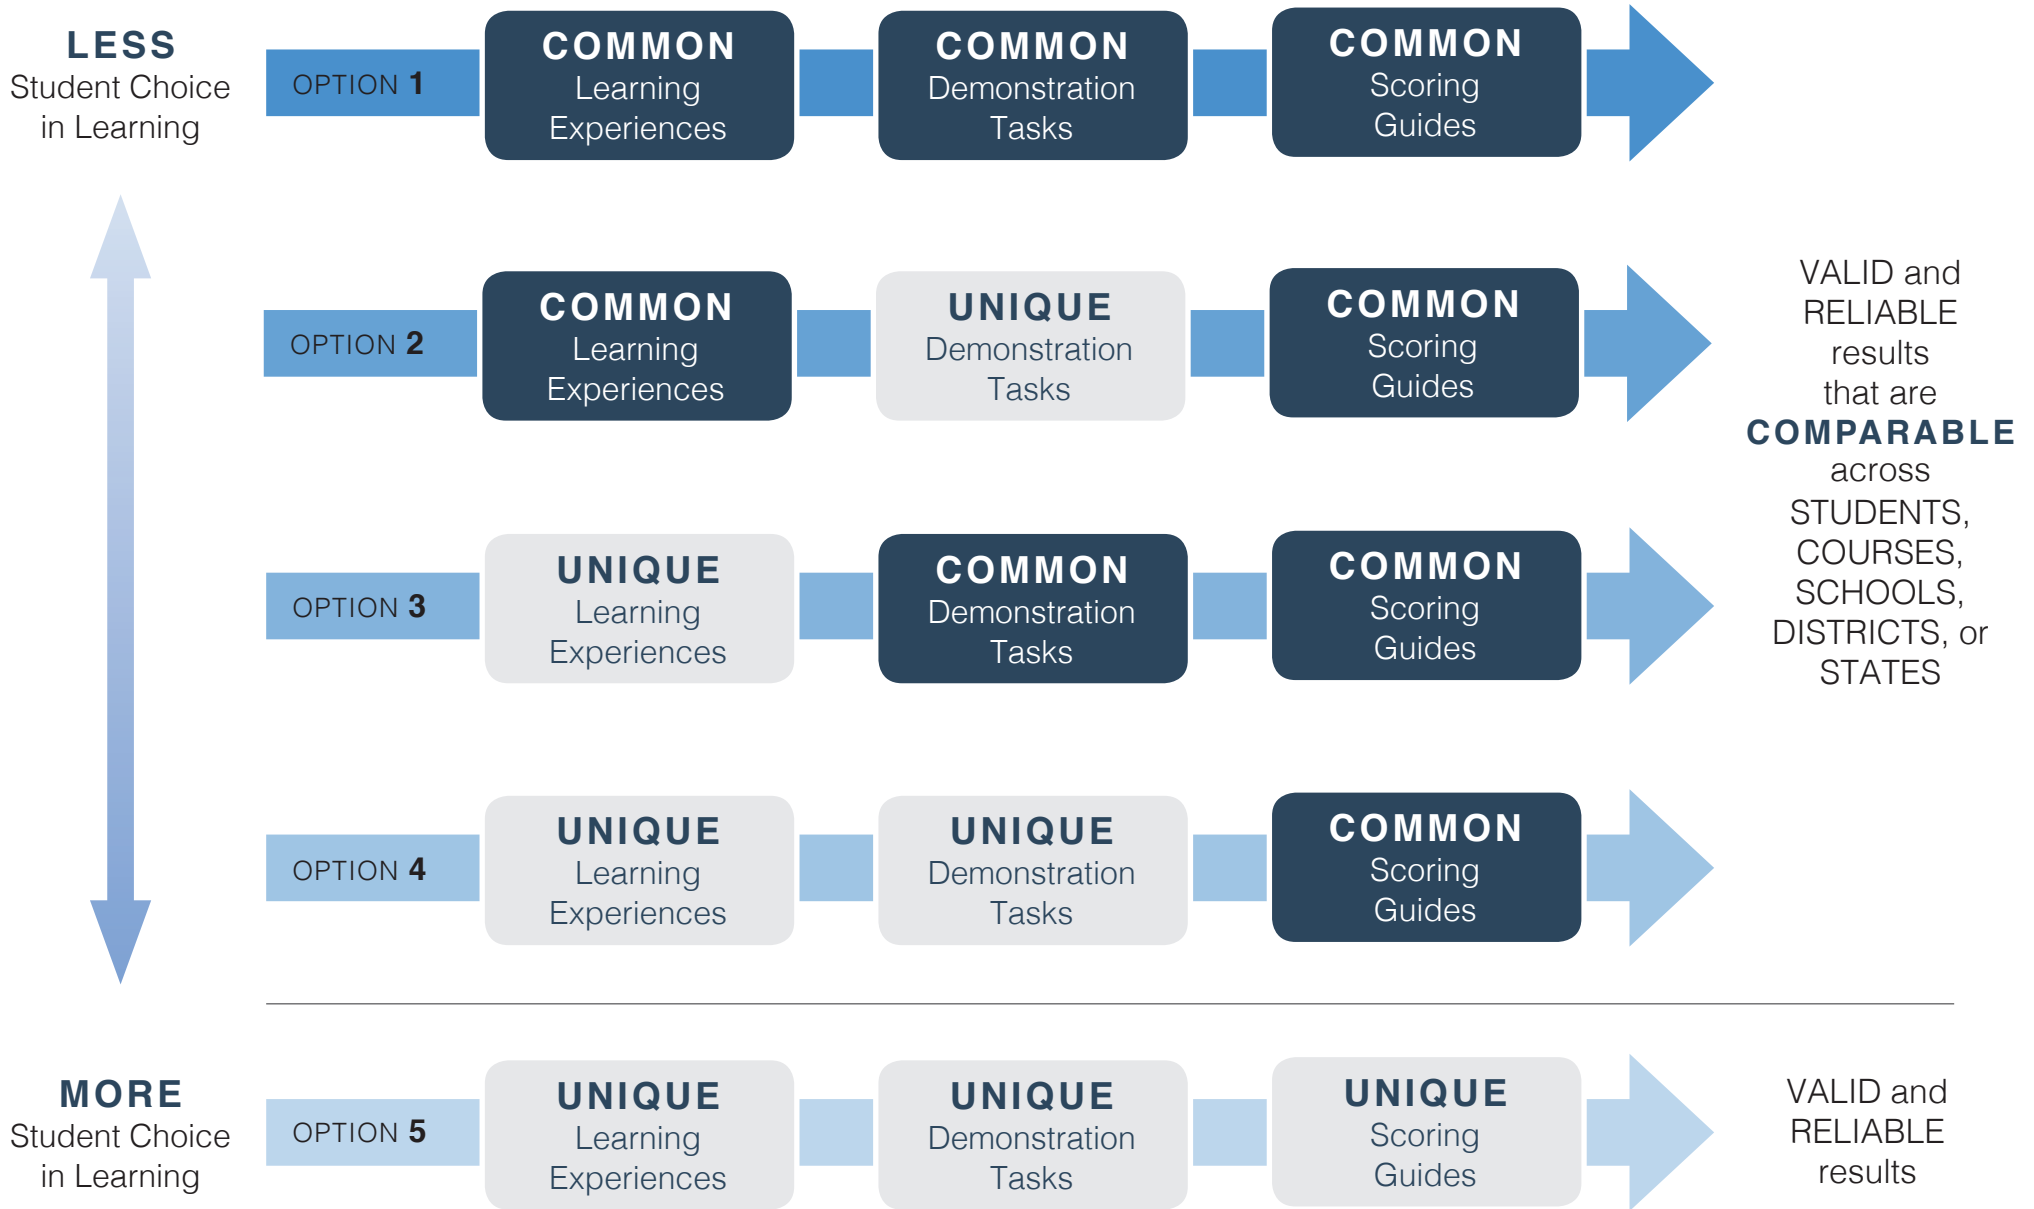 LESS
Student Choice
in Learning
OPTION 1
COMMON
Learning
Experiences
COMMON
Demonstration
Tasks
COMMON
Scoring
Guides
OPTION 2
COMMON
Learning
Experiences
UNIQUE
Demonstration
Tasks
COMMON
Scoring
Guides
OPTION 3
UNIQUE
Learning
Experiences
COMMON
Demonstration
Tasks
COMMON
Scoring
Guides
OPTION 4
UNIQUE
Learning
Experiences
UNIQUE
Demonstration
Tasks
COMMON
Scoring
Guides
VALID and
RELIABLE
results
that are
COMPARABLE
across
STUDENTS,
COURSES,
SCHOOLS,
DISTRICTS, or
STATES
MORE
Student Choice
in Learning
OPTION 5
UNIQUE
Learning
Experiences
UNIQUE
Demonstration
Tasks
UNIQUE
Scoring
Guides
VALID and
RELIABLE
results